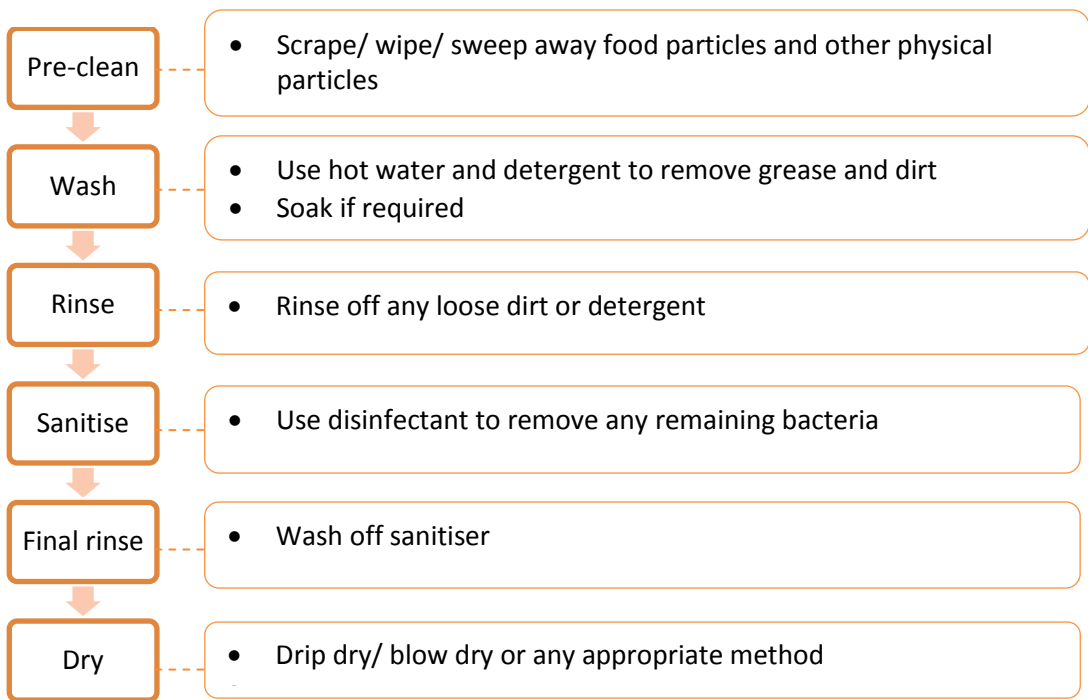 Pre-clean
• Scrape/ wipe/ sweep away food particles and other physical
particles
Wash
• Use hot water and detergent to remove grease and dirt
• Soak if required
Rinse
• Rinse off any loose dirt or detergent
Sanitise
• Use disinfectant to remove any remaining bacteria
Final rinse
• Wash off sanitiser
Dry
• Drip dry/ blow dry or any appropriate method